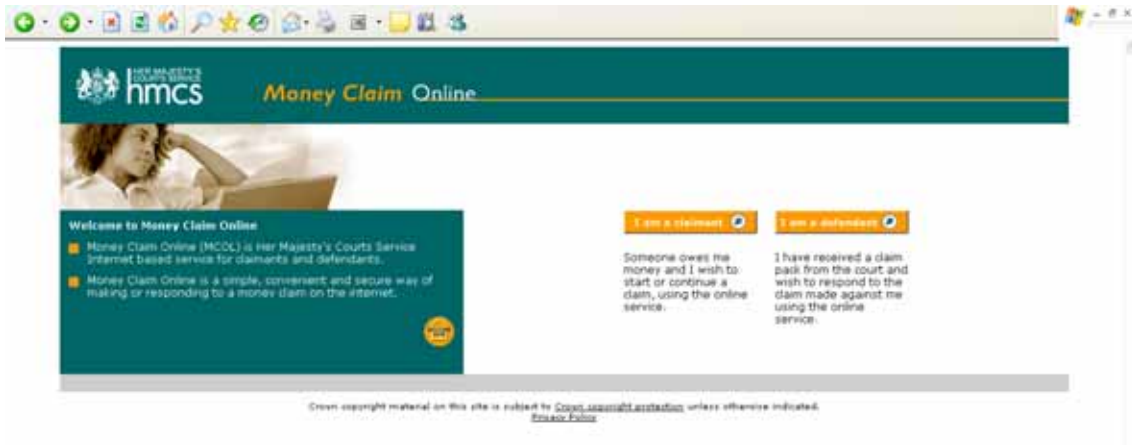 HER MAJESTY'S
COURTS SERVICE
hmcs
Money Claim Online
Welcome to Money Claim Online
Money Claim Online (MCOL) is Her Majesty's Courts Service
Internet based service for claimants and defendants.
Money Claim Online is a simple, convenient and secure way of
making or responding to a money claim on the internet.
I am a claimant
Someone owes me
money and I wish to
start or continue a
claim, using the online
service.
I am a defendant
I have received a claim
pack from the court and
wish to respond to the
claim made against me
using the online
service.
Crown copyright material on this site is subject to Crown copyright protection unless otherwise indicated.
Privacy Policy